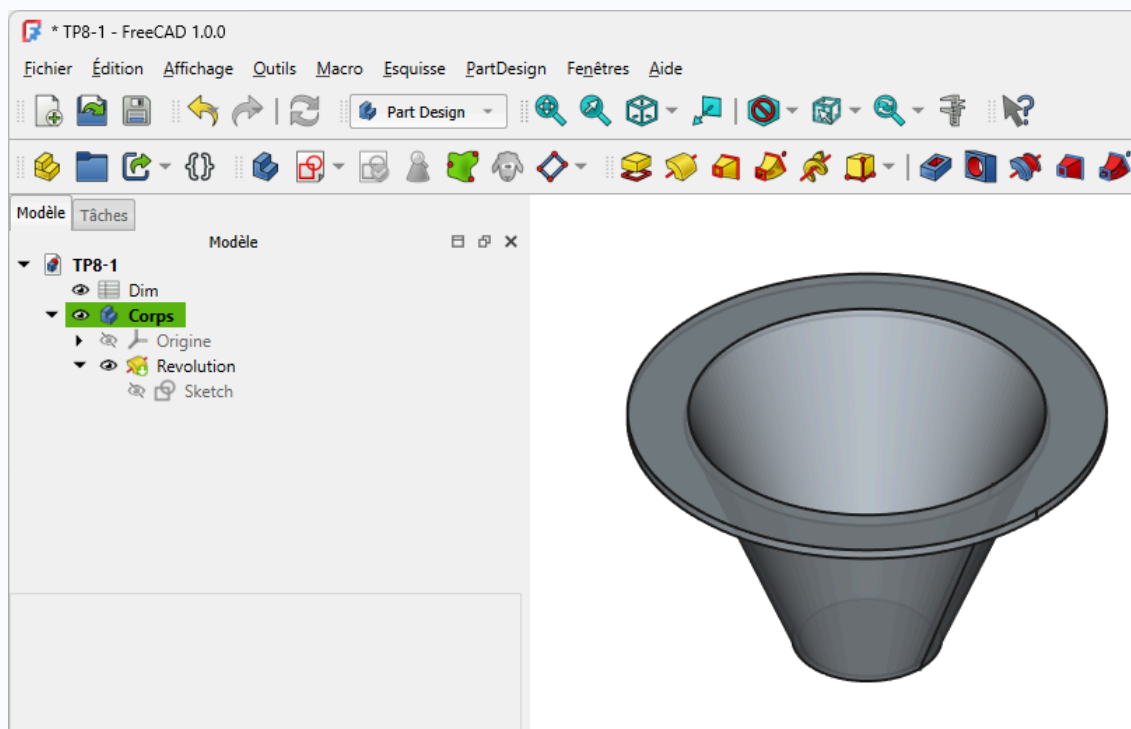 * TP8-1 - FreeCAD 1.0.0
Fichier Édition Affichage Outils Macro Esquisse PartDesign Fenêtres Aide
Part Design
Modèle Tâches
Modèle
TP8-1
Dim
Corps
Origine
Revolution
Sketch